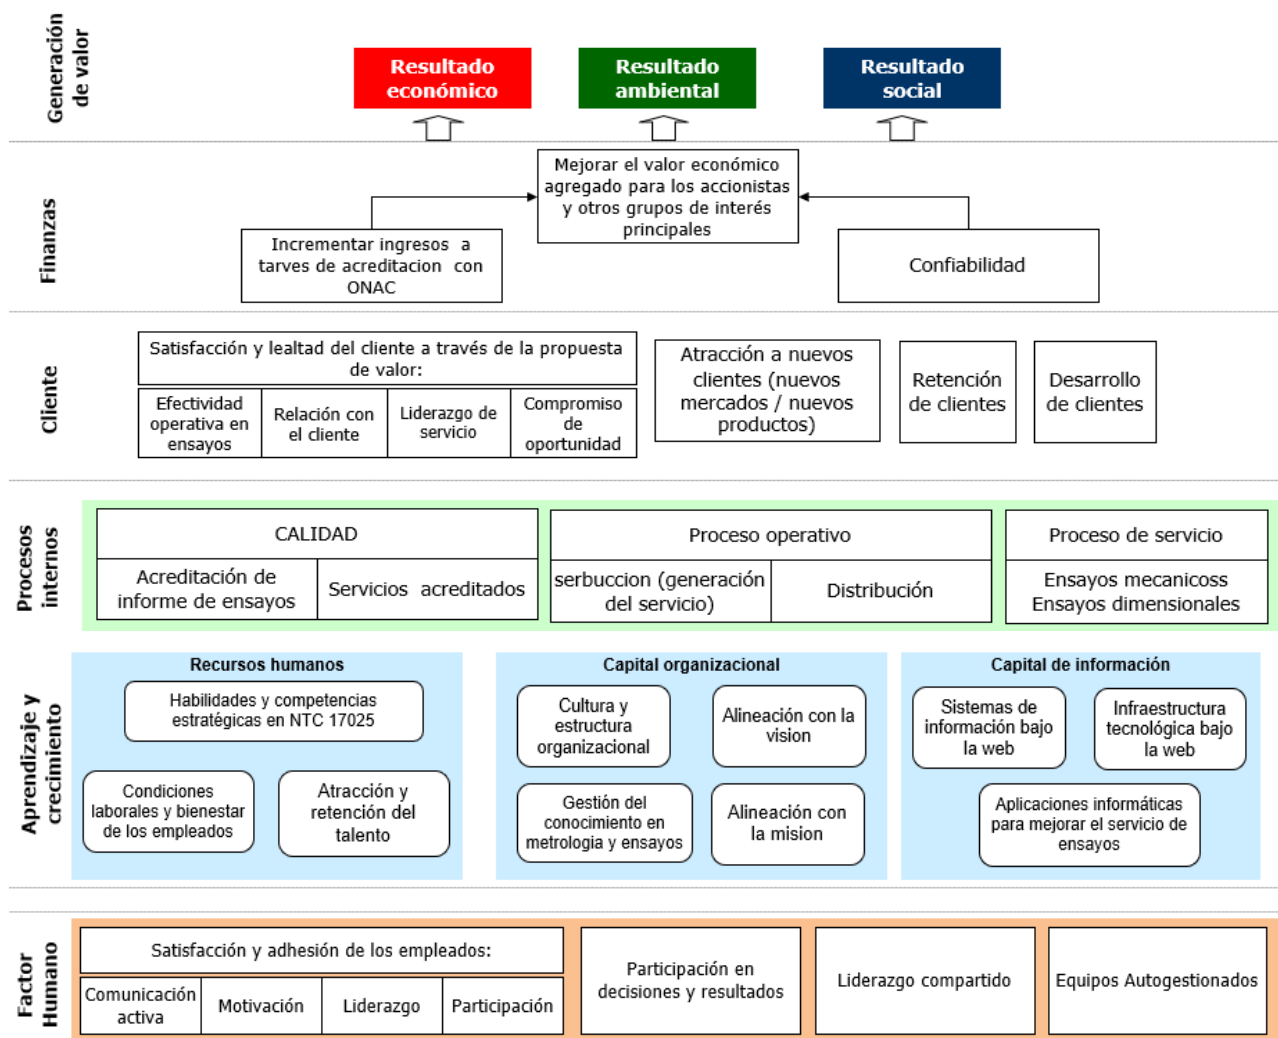 Generación
de valor
Resultado
económico
Resultado
ambiental
Resultado
social
Finanzas
Mejorar el valor económico
agregado para los accionistas
y otros grupos de interés
principales
Incrementar ingresos a
tarves de acreditacion con
ONAC
Confiabilidad
Cliente
Satisfacción y lealtad del cliente a través de la propuesta
de valor:
Efectividad
operativa en
ensayos
Relación con
el cliente
Liderazgo de
servicio
Compromiso
de
oportunidad
Atracción a nuevos
clientes (nuevos
mercados / nuevos
productos)
Retención
de clientes
Desarrollo
de clientes
Procesos
internos
CALIDAD
Acreditación de
informe de ensayos
Servicios acreditados
Proceso operativo
serbuccion (generación
del servicio)
Distribución
Proceso de servicio
Ensayos mecanicoss
Ensayos dimensionales
Aprendizaje y
crecimiento
Recursos humanos
Habilidades y competencias
estratégicas en NTC 17025
Condiciones
laborales y bienestar
de los empleados
Atracción y
retención del
talento
Capital organizacional
Cultura y
estructura
organizacional
Alineación con la
vision
Gestión del
conocimiento en
metrologia y ensayos
Alineación con
la mision
Capital de información
Sistemas de
información bajo
la web
Infraestructura
tecnológica bajo
la web
Aplicaciones informáticas
para mejorar el servicio de
ensayos
Factor
Humano
Satisfacción y adhesión de los empleados:
Comunicación
activa
Motivación
Liderazgo
Participación
Participación en
decisiones y resultados
Liderazgo compartido
Equipos Autogestionados